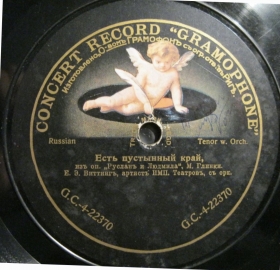 CONCERT RECORD "GRAMOPHONE"
Russian
Tenor w. Orch.
Есть пустынный край,
изъ оп. „Русланъ и Людмила", М. Глинки.
Е. Э. Виттингъ, артистъ ИМП. Театровъ, съ орк.
G.C.-4-22370
G.C.-4-22370